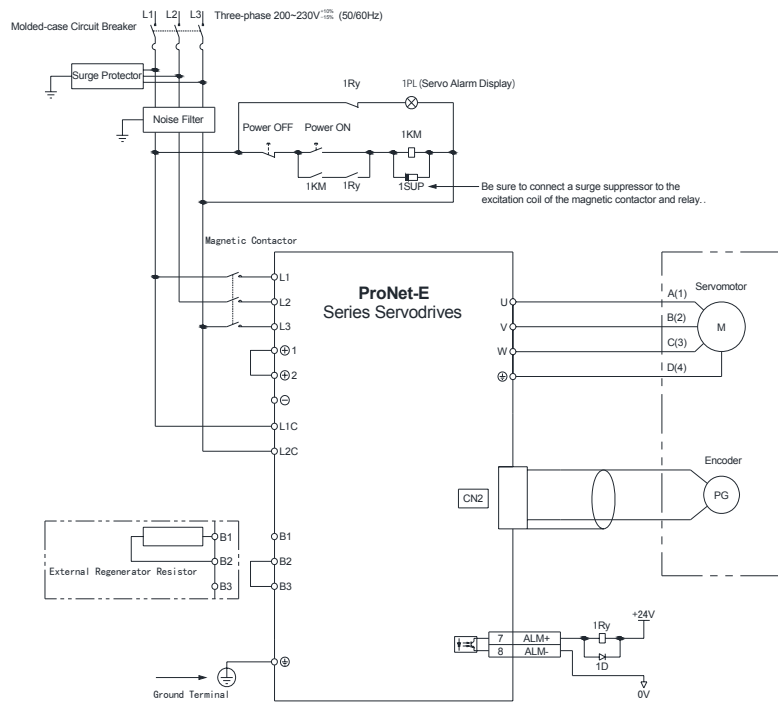 L1 L2 L3 Three-phase 200~230V +10% -15% (50/60Hz)
Molded-case Circuit Breaker
Surge Protector
Noise Filter
1Ry 1PL (Servo Alarm Display)
Power OFF Power ON 1KM
1KM 1Ry 1SUP
Be sure to connect a surge suppressor to the
excitation coil of the magnetic contactor and relay..
Magnetic Contactor
ProNet-E
Series Servodrives
L1
L2
L3
1
2
L1C
L2C
B1
B2
B3
U
V
W
A(1)
B(2)
C(3)
D(4)
Servomotor
M
Encoder
PG
CN2
External Regenerator Resistor
B1
B2
B3
7 ALM+
8 ALM-
1Ry
+24V
1D
0V
Ground Terminal